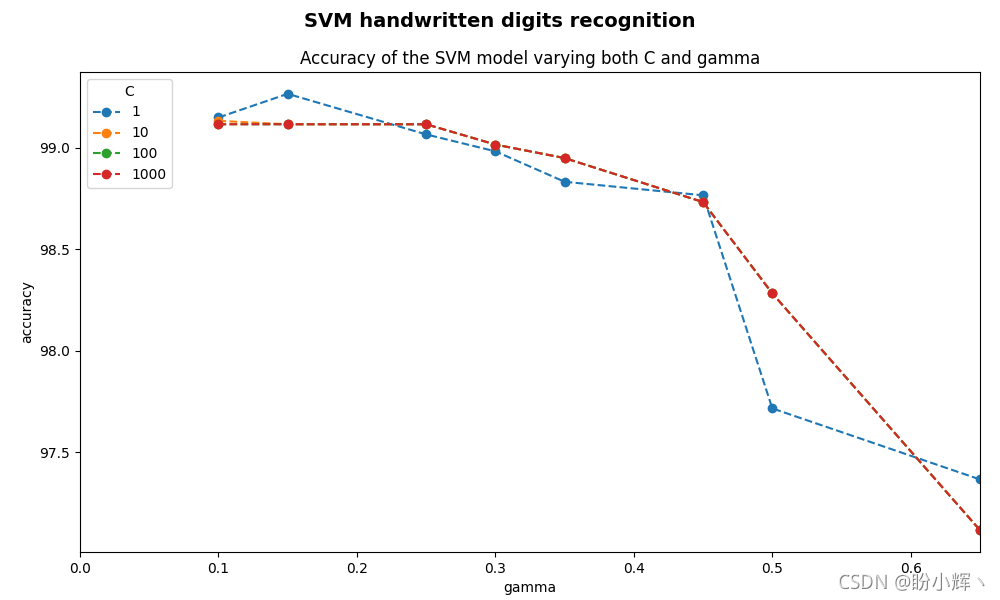 SVM handwritten digits recognition
Accuracy of the SVM model varying both C and gamma
C
1
10
100
1000
99.0
98.5
98.0
97.5
accuracy
0.0 0.1 0.2 0.3 0.4 0.5 0.6
gamma
CSDN @盼小辉丶